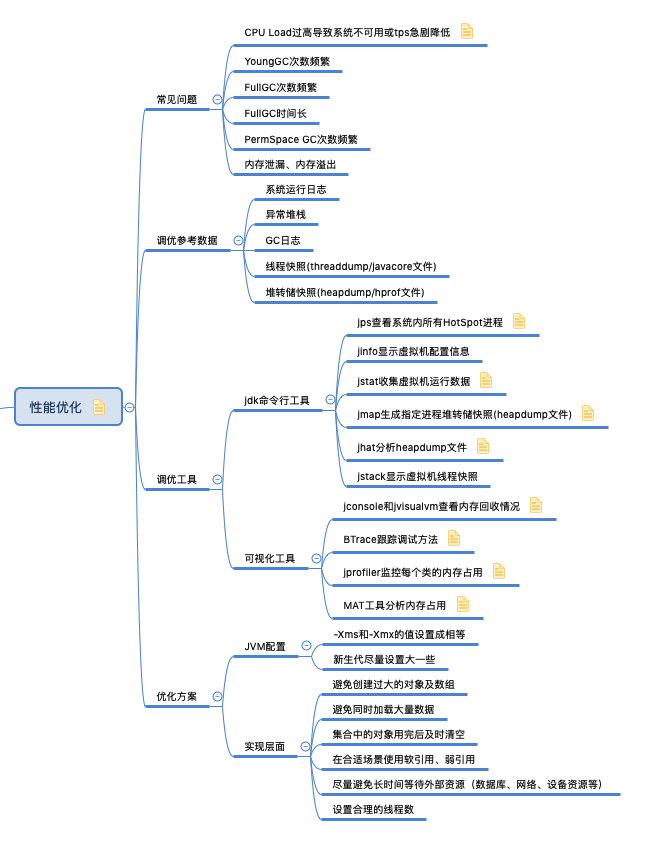 性能优化
常见问题
CPU Load过高导致系统不可用或tps急剧降低
YoungGC次数频繁
FullGC次数频繁
FullGC时间长
PermSpace GC次数频繁
内存泄漏、内存溢出
调优参考数据
系统运行日志
异常堆栈
GC日志
线程快照(threaddump/javacore文件)
堆转储快照(heapdump/hprof文件)
调优工具
jdk命令行工具
jps查看系统内所有HotSpot进程
jinfo显示虚拟机配置信息
jstat收集虚拟机运行数据
jmap生成指定进程堆转储快照(heapdump文件)
jhat分析heapdump文件
jstack显示虚拟机线程快照
可视化工具
jconsole和jvisualvm查看内存回收情况
BTrace跟踪调试方法
jprofiler监控每个类的内存占用
MAT工具分析内存占用
优化方案
JVM配置
-Xms和-Xmx的值设置成相等
新生代尽量设置大一些
实现层面
避免创建过大的对象及数组
避免同时加载大量数据
集合中的对象用完后及时清空
在合适场景使用软引用、弱引用
尽量避免长时间等待外部资源（数据库、网络、设备资源等）
设置合理的线程数